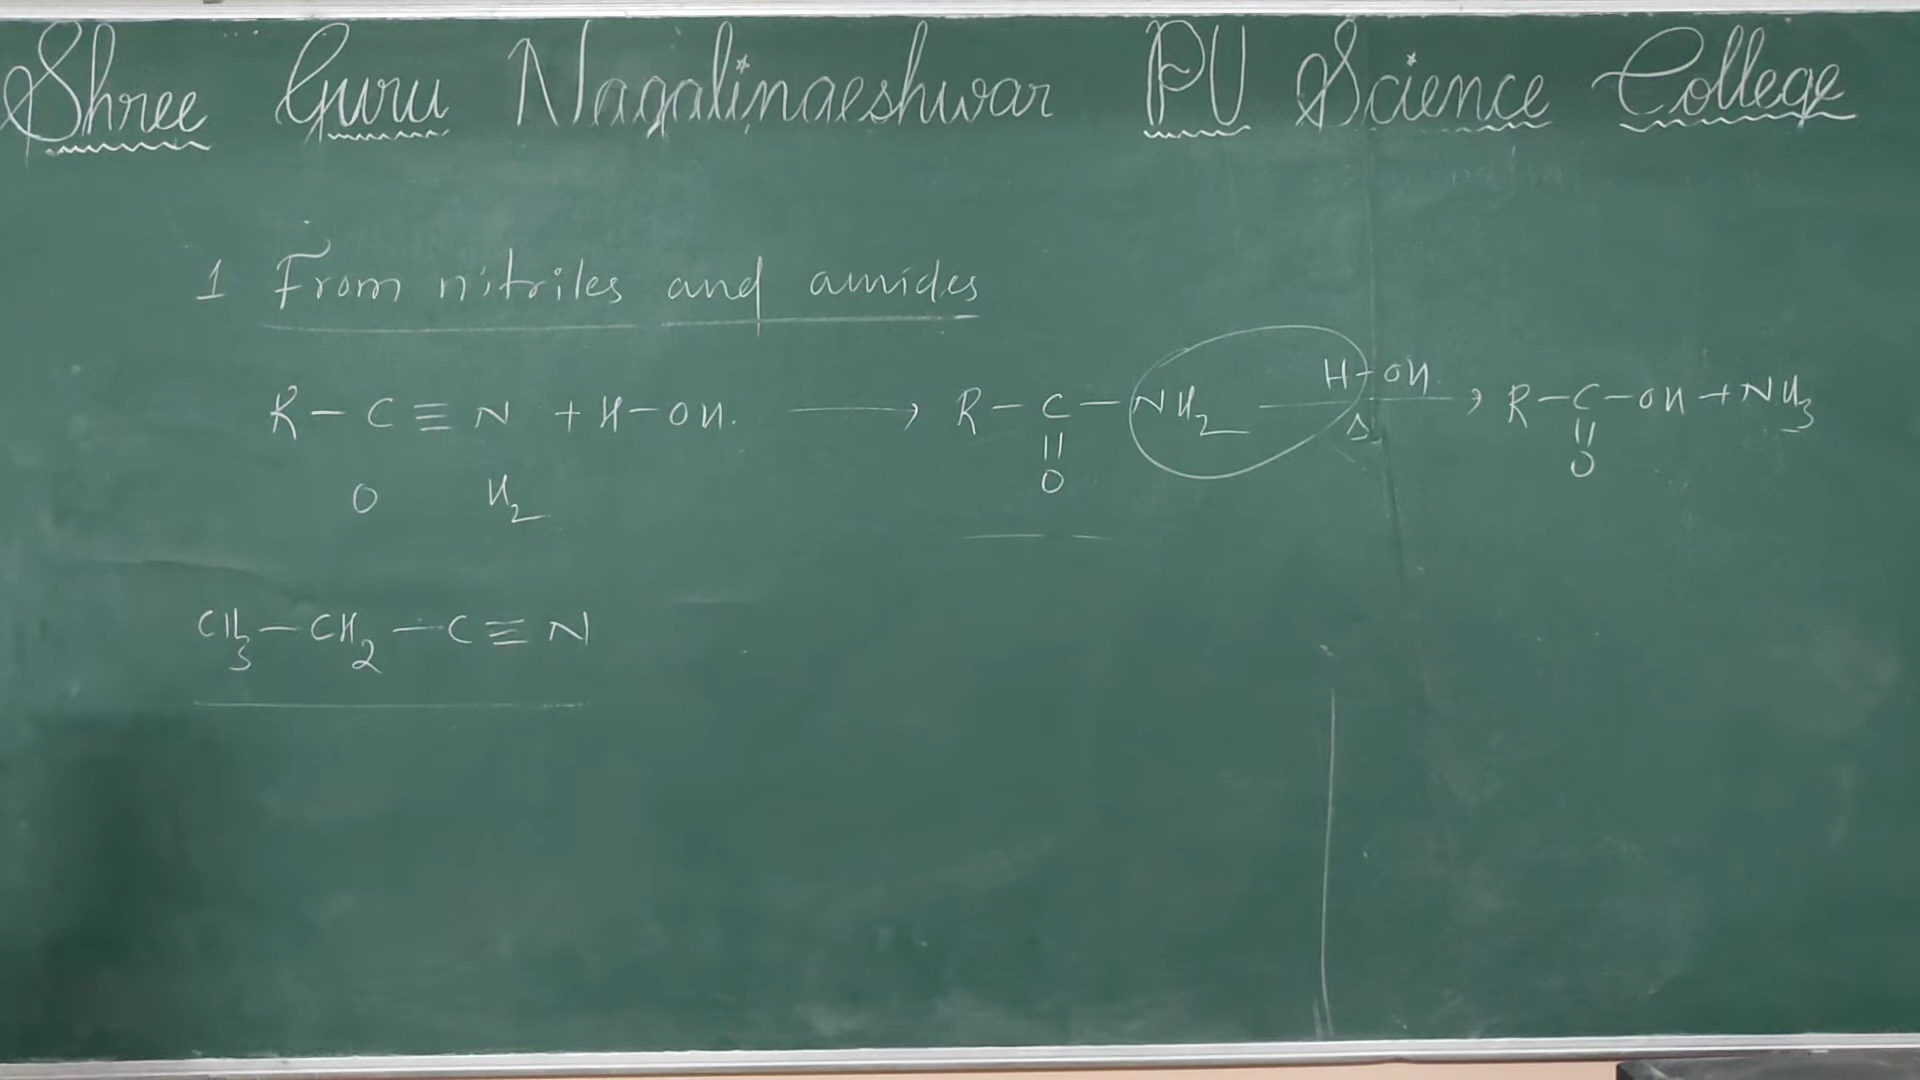 Shree Guru Nagalinaeshwar PU Science College
1 From nitriles and amides
R - C ≡ N + H - OH. ⟶ R - C - NH2 ⟶ R - C - OH + NH3
H - OH
Δ
|| ||
O H2 O O
CH3 - CH2 - C ≡ N